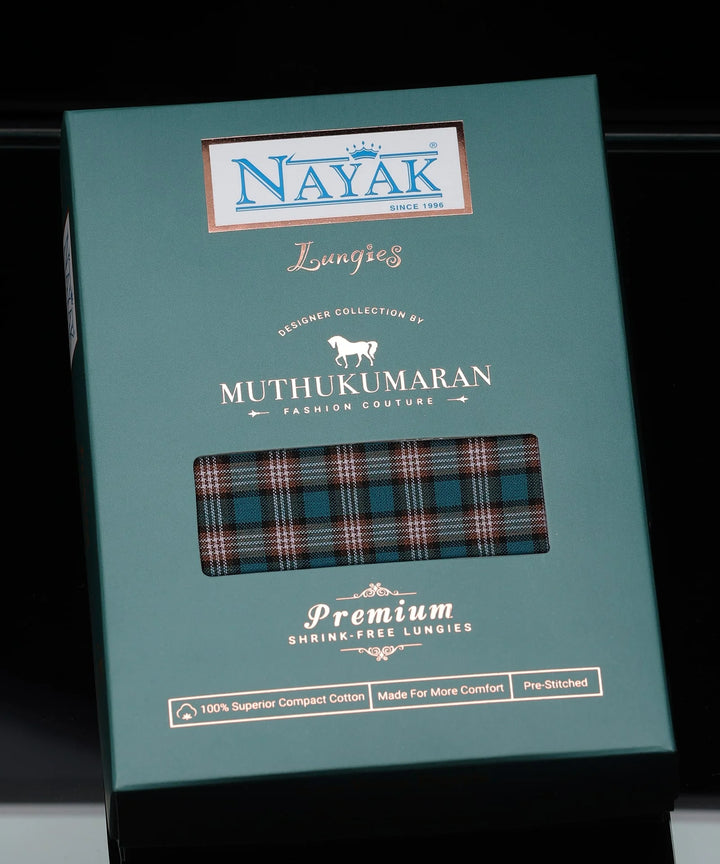 NAYAK®
SINCE 1996
Lungies
DESIGNER COLLECTION BY
MUTHUKUMARAN
FASHION COUTURE
Premium
SHRINK-FREE LUNGIES
100% Superior Compact Cotton
Made For More Comfort
Pre-Stitched